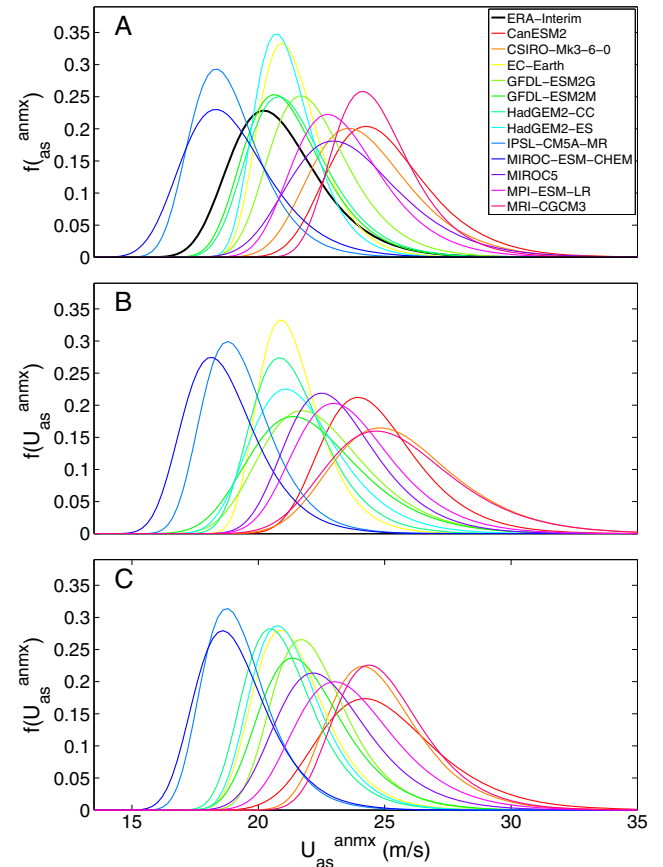 A
f(as anmx)
0.35
0.3
0.25
0.2
0.15
0.1
0.05
0
ERA−Interim
CanESM2
CSIRO−Mk3−6−0
EC−Earth
GFDL−ESM2G
GFDL−ESM2M
HadGEM2−CC
HadGEM2−ES
IPSL−CM5A−MR
MIROC−ESM−CHEM
MIROC5
MPI−ESM−LR
MRI−CGCM3
B
f(U as anmx)
0.35
0.3
0.25
0.2
0.15
0.1
0.05
0
C
f(U as anmx)
0.35
0.3
0.25
0.2
0.15
0.1
0.05
0
15 20 25 30 35
U as anmx (m/s)